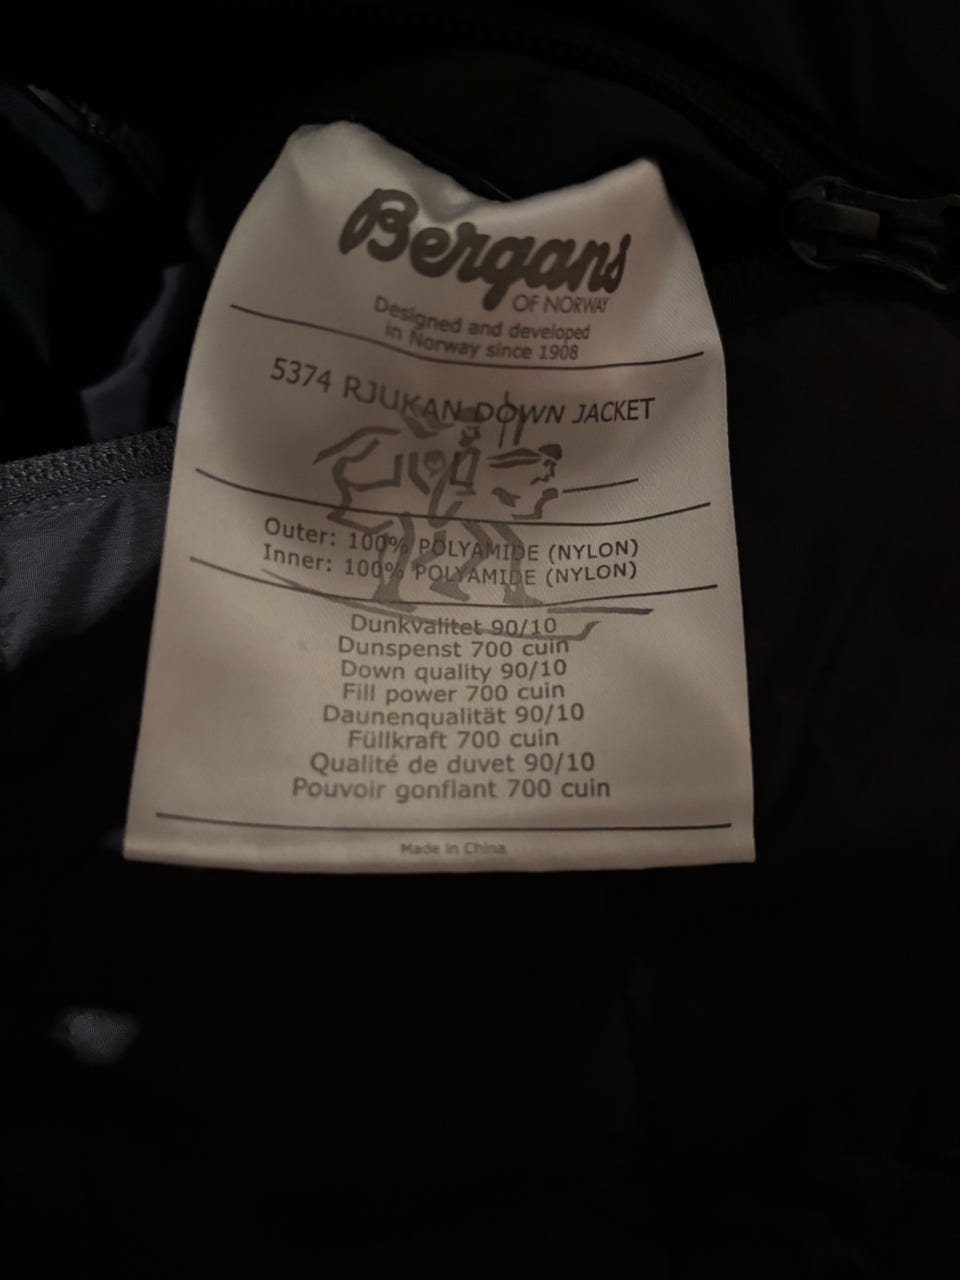 Bergans
OF NORWAY
Designed and developed
in Norway since 1908
5374 RJUKAN DOWN JACKET
Outer: 100% POLYAMIDE (NYLON)
Inner: 100% POLYAMIDE (NYLON)
Dunkvalitet 90/10
Dunspenst 700 cuin
Down quality 90/10
Fill power 700 cuin
Daunenqualität 90/10
Füllkraft 700 cuin
Qualité de duvet 90/10
Pouvoir gonflant 700 cuin
Made in China